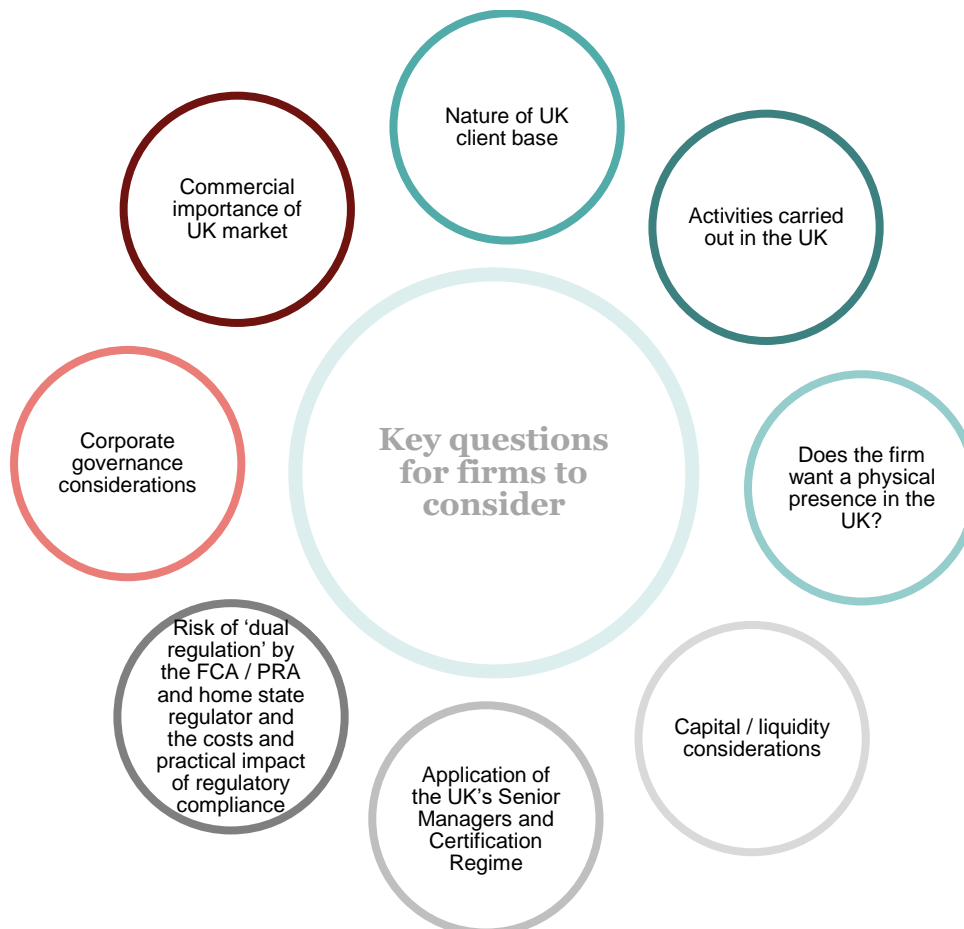 Key questions
for firms to
consider
Nature of UK
client base
Activities carried
out in the UK
Does the firm
want a physical
presence in the
UK?
Capital / liquidity
considerations
Application of
the UK's Senior
Managers and
Certification
Regime
Risk of ‘dual
regulation’ by
the FCA / PRA
and home state
regulator and
the costs and
practical impact
of regulatory
compliance
Corporate
governance
considerations
Commercial
importance of
UK market